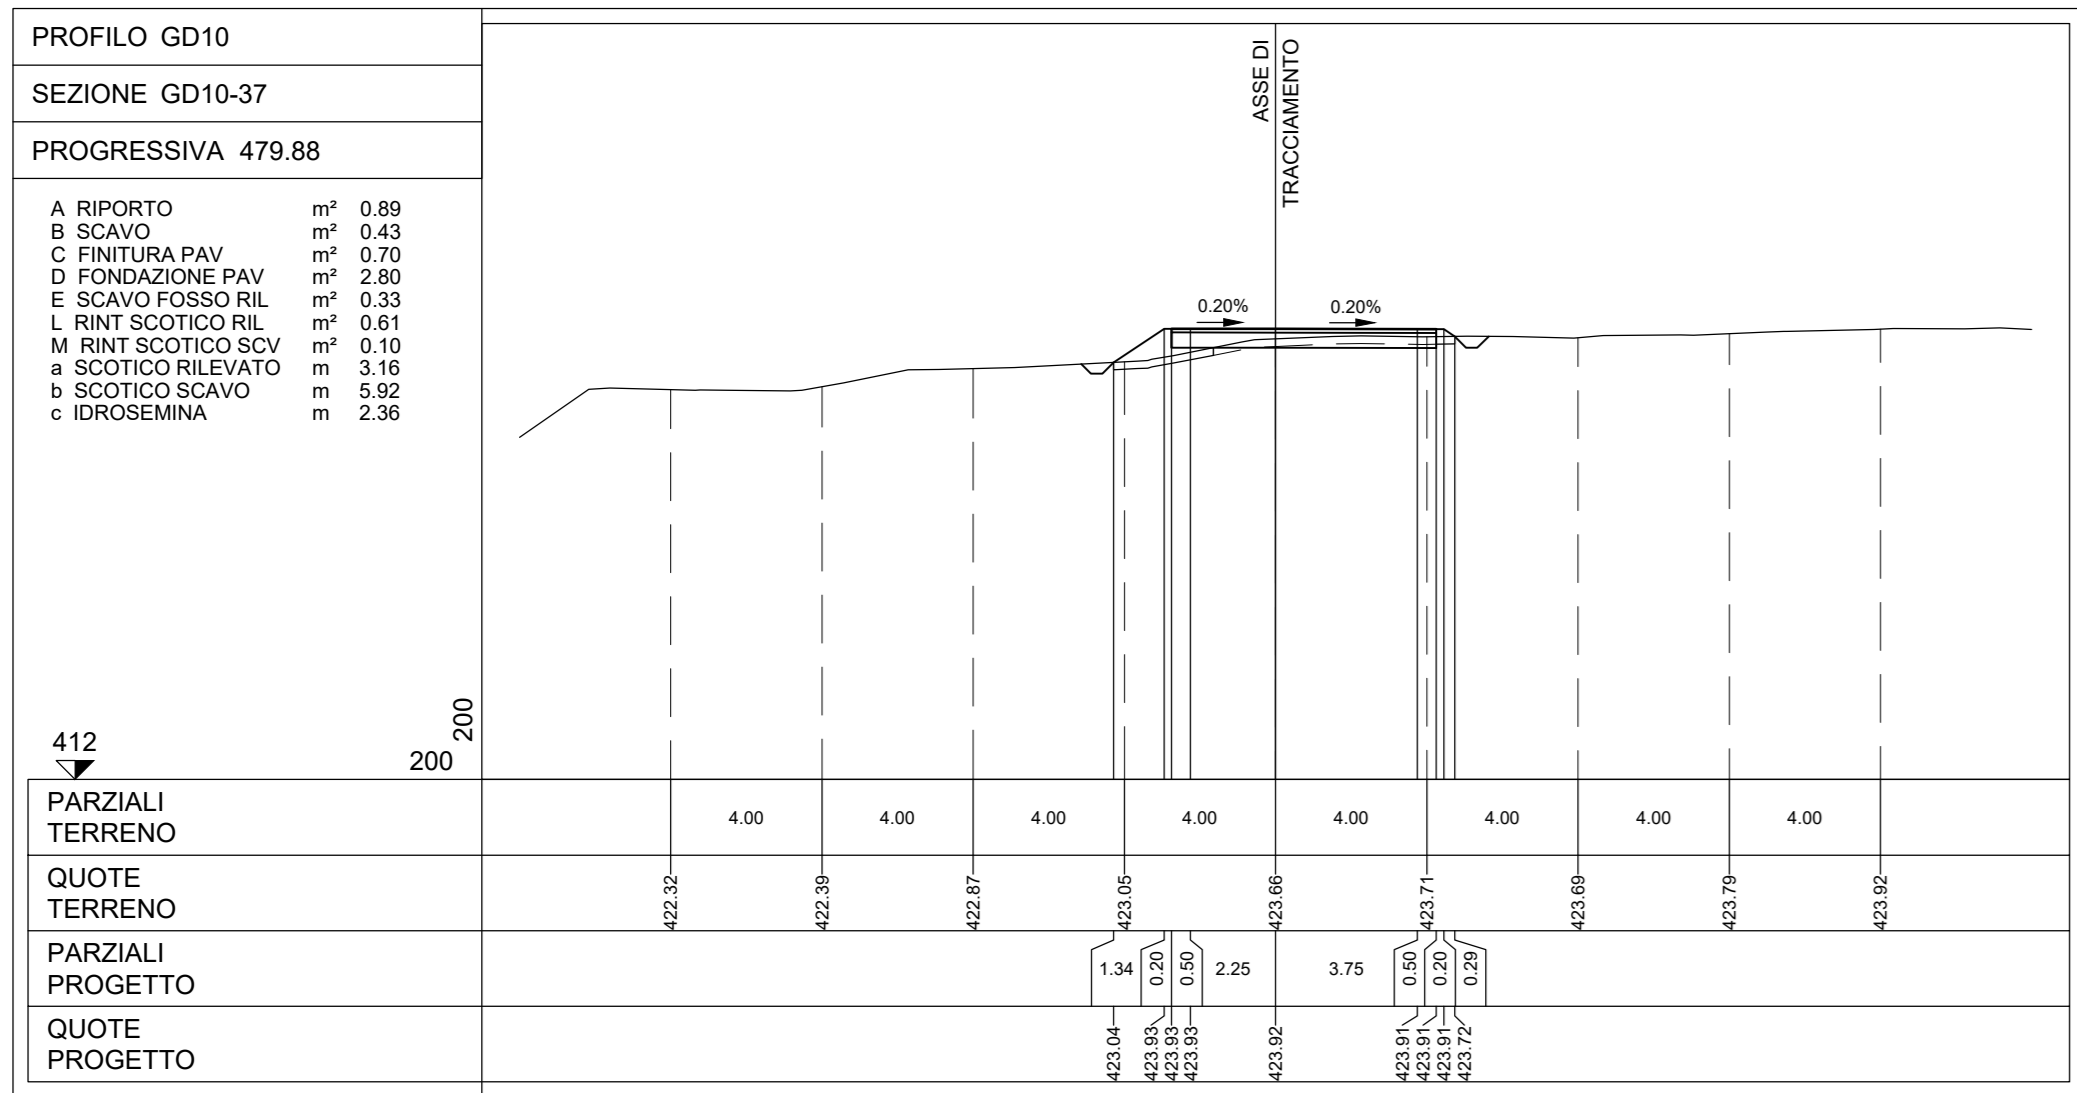 PROFILO GD10
SEZIONE GD10-37
PROGRESSIVA 479.88
A RIPORTO m² 0.89
B SCAVO m² 0.43
C FINITURA PAV m² 0.70
D FONDAZIONE PAV m² 2.80
E SCAVO FOSSO RIL m² 0.33
L RINT SCOTICO RIL m² 0.61
M RINT SCOTICO SCV m² 0.10
a SCOTICO RILEVATO m 3.16
b SCOTICO SCAVO m 5.92
c IDROSEMINA m 2.36
ASSE DI
TRACCIAMENTO
0.20% 0.20%
412
200
200
PARZIALI
TERRENO
4.00 4.00 4.00 4.00 4.00 4.00 4.00 4.00
QUOTE
TERRENO
422.32 422.39 422.87 423.05 423.66 423.71 423.69 423.79 423.92
PARZIALI
PROGETTO
1.34 0.20 0.50 2.25 3.75 0.50 0.20 0.29
QUOTE
PROGETTO
423.04 423.93 423.93 423.93 423.92 423.91 423.91 423.91 423.72